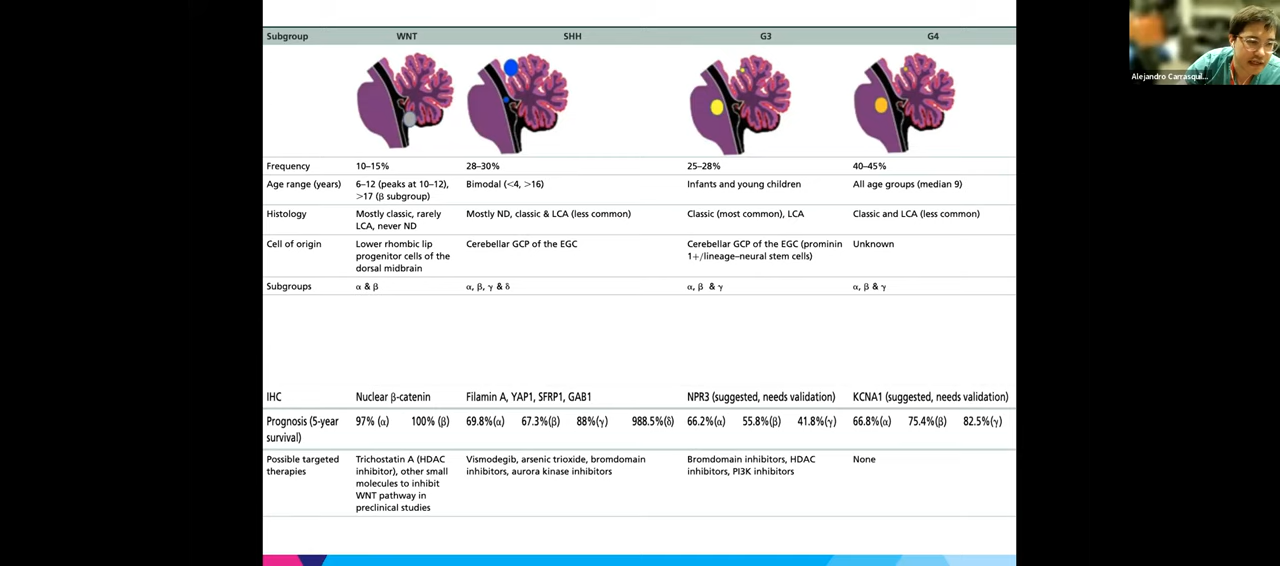 Subgroup WNT SHH G3 G4
Alejandro Carrasquil...
Frequency 10–15% 28–30% 25–28% 40–45%
Age range (years) 6–12 (peaks at 10–12), Bimodal (<4, >16) Infants and young children All age groups (median 9)
>17 (β subgroup)
Histology Mostly classic, rarely Mostly ND, classic & LCA (less common) Classic (most common), LCA Classic and LCA (less common)
LCA, never ND
Cell of origin Lower rhombic lip Cerebellar GCP of the EGC Cerebellar GCP of the EGC (prominin Unknown
progenitor cells of the 1+/lineage–neural stem cells)
dorsal midbrain
Subgroups α & β α, β, γ & δ α, β & γ α, β & γ
IHC Nuclear β-catenin Filamin A, YAP1, SFRP1, GAB1 NPR3 (suggested, needs validation) KCNA1 (suggested, needs validation)
Prognosis (5-year 97% (α) 100% (β) 69.8%(α) 67.3%(β) 88%(γ) 988.5%(δ) 66.2%(α) 55.8%(β) 41.8%(γ) 66.8%(α) 75.4%(β) 82.5%(γ)
survival)
Possible targeted Trichostatin A (HDAC Vismodegib, arsenic trioxide, bromdomain Bromdomain inhibitors, HDAC None
therapies inhibitor), other small inhibitors, aurora kinase inhibitors inhibitors, PI3K inhibitors
molecules to inhibit
WNT pathway in
preclinical studies